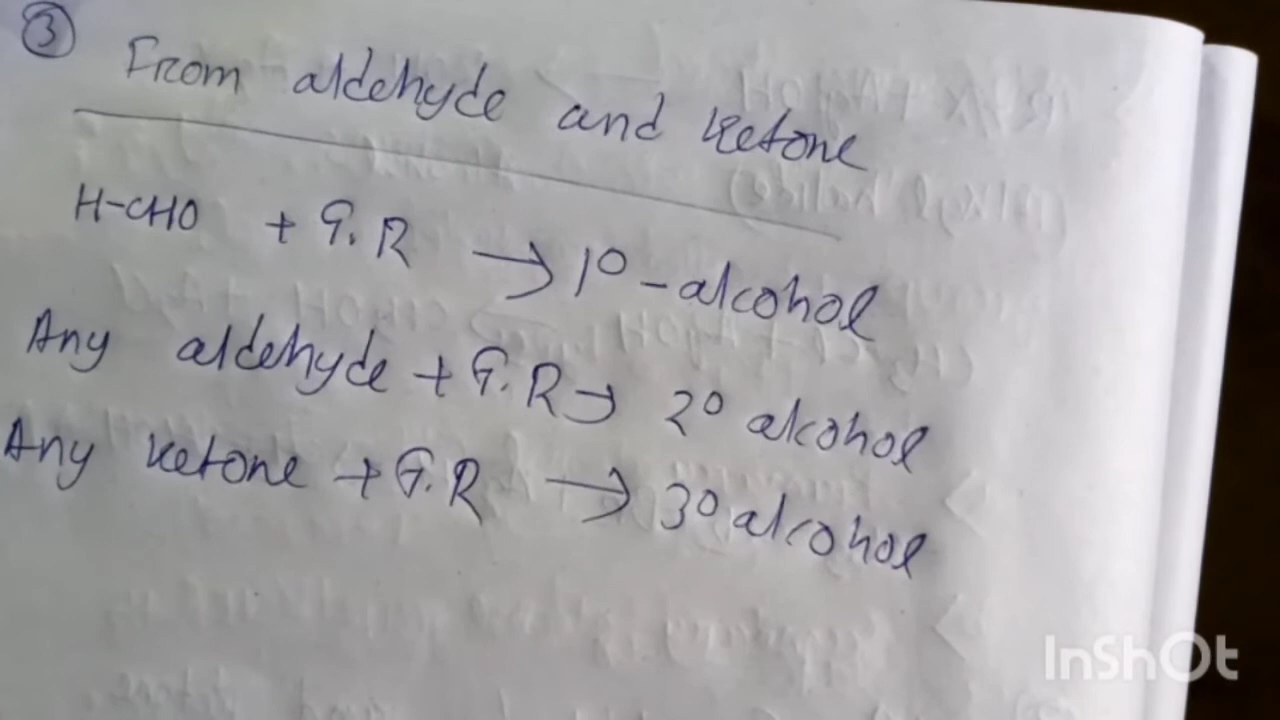 ③ From aldehyde and ketone
H-CHO + G.R → 1° - alcohol
Any aldehyde + G.R → 2° alcohol
Any ketone + G.R → 3° alcohol
InShOt